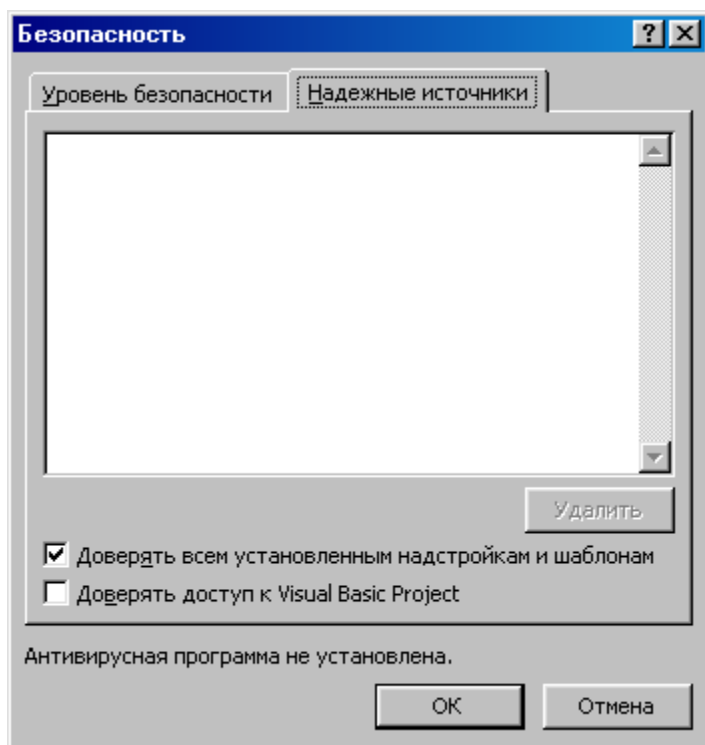 Безопасность
Уровень безопасности
Надежные источники
Удалить
Доверять всем установленным надстройкам и шаблонам
Доверять доступ к Visual Basic Project
Антивирусная программа не установлена.
ОК
Отмена